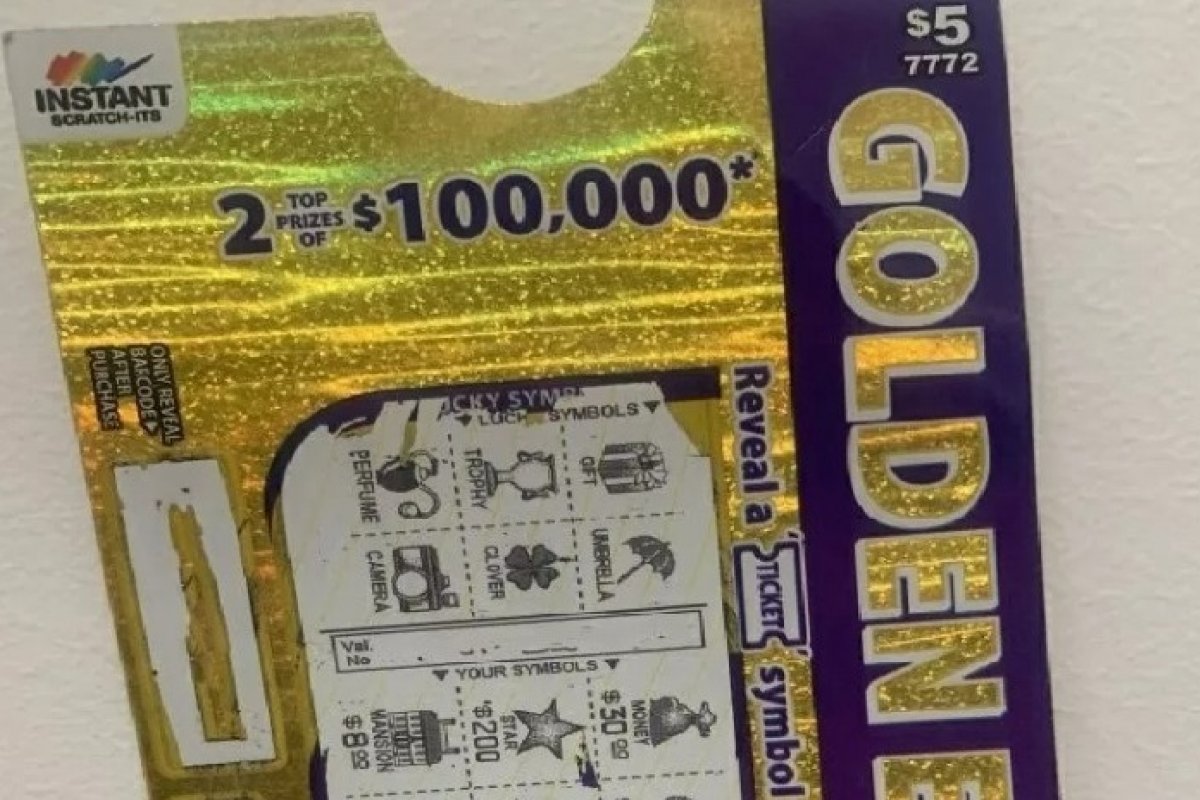 INSTANT
SCRATCH-ITS
$5
7772
2 TOP PRIZES OF $100,000*
GOLDEN
ONLY REVEAL
BARCODE
AFTER
PURCHASE
Reveal a TICKET symbol
LUCKY SYMBOLS
PERFUME
TROPHY
GIFT
CAMERA
CLOVER
UMBRELLA
Val.
No
YOUR SYMBOLS
MANSION
$8.00
STAR
$200
MONEY
$30.00